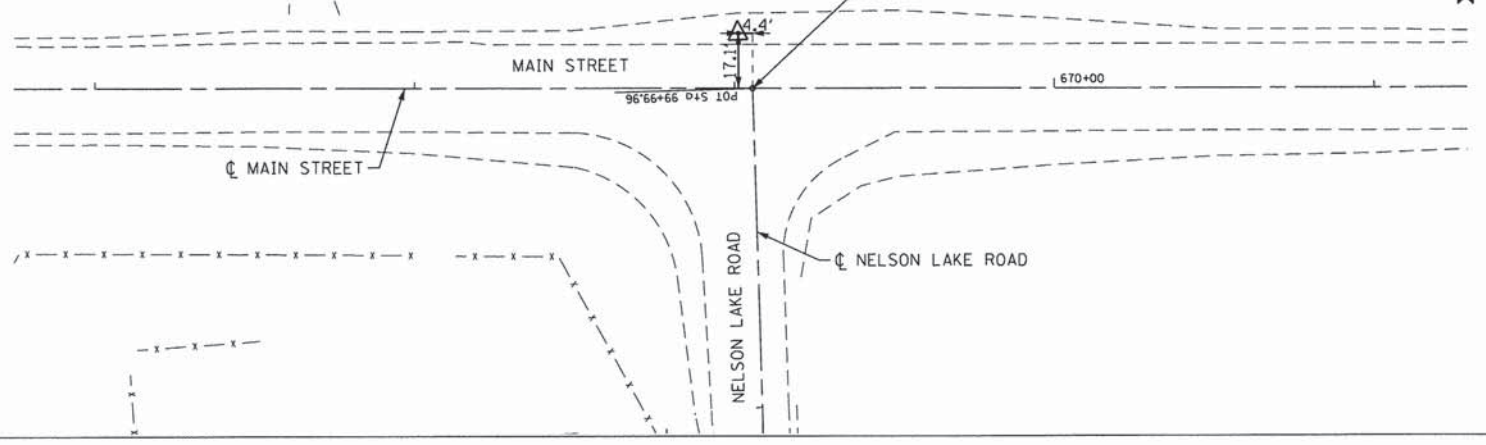 4.4'
17.1'
MAIN STREET
670+00
POT Sta 99+99.96
℄ MAIN STREET
NELSON LAKE ROAD
℄ NELSON LAKE ROAD